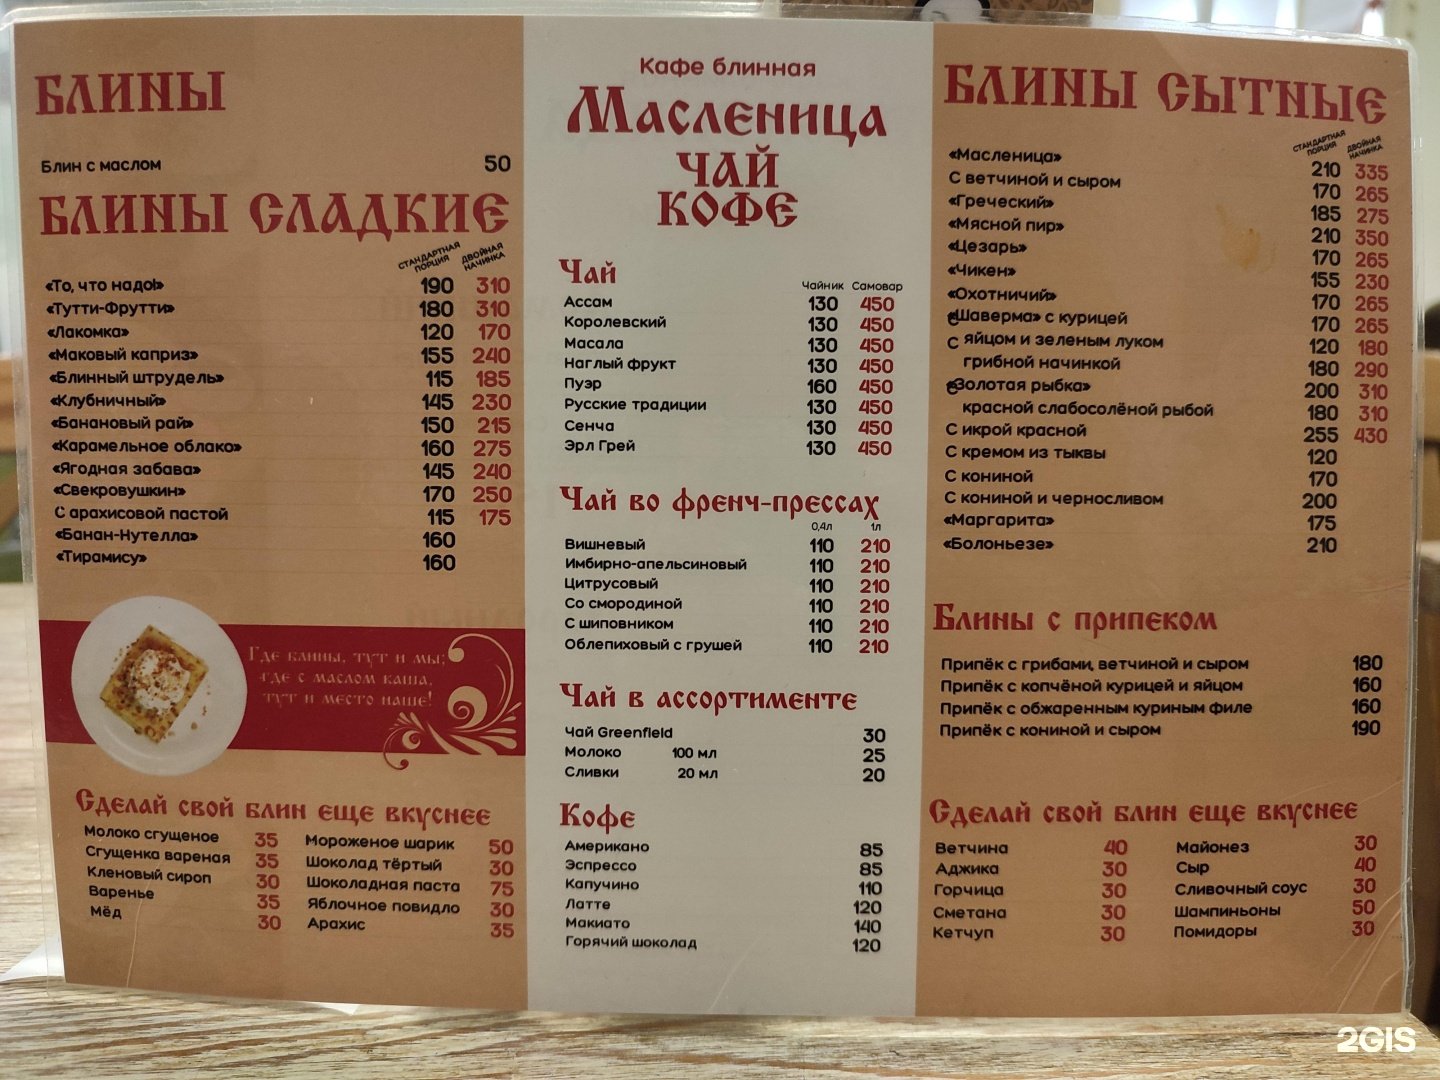 БЛИНЫ
Блин с маслом 50
БЛИНЫ СЛАДКИЕ
СТАНДАРТНАЯ ПОРЦИЯ ДВОЙНАЯ НАЧИНКА
«То, что надо!» 190 310
«Тутти-Фрутти» 180 310
«Лакомка» 120 170
«Маковый каприз» 155 240
«Блинный штрудель» 115 185
«Клубничный» 145 230
«Банановый рай» 150 215
«Карамельное облако» 160 275
«Ягодная забава» 145 240
«Свекровушкин» 170 250
С арахисовой пастой 115 175
«Банан-Нутелла» 160
«Тирамису» 160
Где блины, тут и мы;
где с маслом каша,
тут и место наше!
Сделай свой блин еще вкуснее
Молоко сгущеное 35
Сгущенка вареная 35
Кленовый сироп 30
Варенье 35
Мёд 30
Мороженое шарик 50
Шоколад тёртый 30
Шоколадная паста 75
Яблочное повидло 30
Арахис 35
Кафе блинная
Масленица
ЧАЙ
КОФЕ
Чай
Чайник Самовар
Ассам 130 450
Королевский 130 450
Масала 130 450
Наглый фрукт 130 450
Пуэр 160 450
Русские традиции 130 450
Сенча 130 450
Эрл Грей 130 450
Чай во френч-прессах
0,4л 1л
Вишневый 110 210
Имбирно-апельсиновый 110 210
Цитрусовый 110 210
Со смородиной 110 210
С шиповником 110 210
Облепиховый с грушей 110 210
Чай в ассортименте
Чай Greenfield 30
Молоко 100 мл 25
Сливки 20 мл 20
Кофе
Американо 85
Эспрессо 85
Капучино 110
Латте 120
Макиато 140
Горячий шоколад 120
БЛИНЫ СЫТНЫЕ
СТАНДАРТНАЯ ПОРЦИЯ ДВОЙНАЯ НАЧИНКА
«Масленица» 210 335
С ветчиной и сыром 170 265
«Греческий» 185 275
«Мясной пир» 210 350
«Цезарь» 170 265
«Чикен» 155 230
«Охотничий» 170 265
«Шаверма» с курицей 170 265
С яйцом и зеленым луком 120 180
С грибной начинкой 180 290
«Золотая рыбка» 200 310
С красной слабосолёной рыбой 180 310
С икрой красной 255 430
С кремом из тыквы 120
С кониной 170
С кониной и черносливом 200
«Маргарита» 175
«Болоньезе» 210
Блины с припеком
Припёк с грибами, ветчиной и сыром 180
Припёк с копчёной курицей и яйцом 160
Припёк с обжаренным куриным филе 160
Припёк с кониной и сыром 190
Сделай свой блин еще вкуснее
Ветчина 40
Аджика 30
Горчица 30
Сметана 30
Кетчуп 30
Майонез 30
Сыр 40
Сливочный соус 30
Шампиньоны 50
Помидоры 30
2GIS